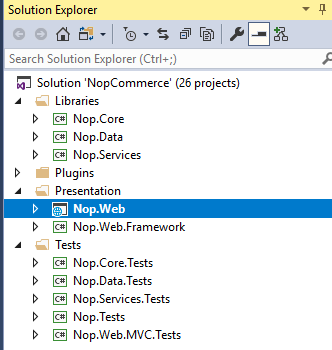 Solution Explorer
Search Solution Explorer (Ctrl+;)
Solution 'NopCommerce' (26 projects)
Libraries
C# Nop.Core
C# Nop.Data
C# Nop.Services
Plugins
Presentation
Nop.Web
C# Nop.Web.Framework
Tests
C# Nop.Core.Tests
C# Nop.Data.Tests
C# Nop.Services.Tests
C# Nop.Tests
C# Nop.Web.MVC.Tests